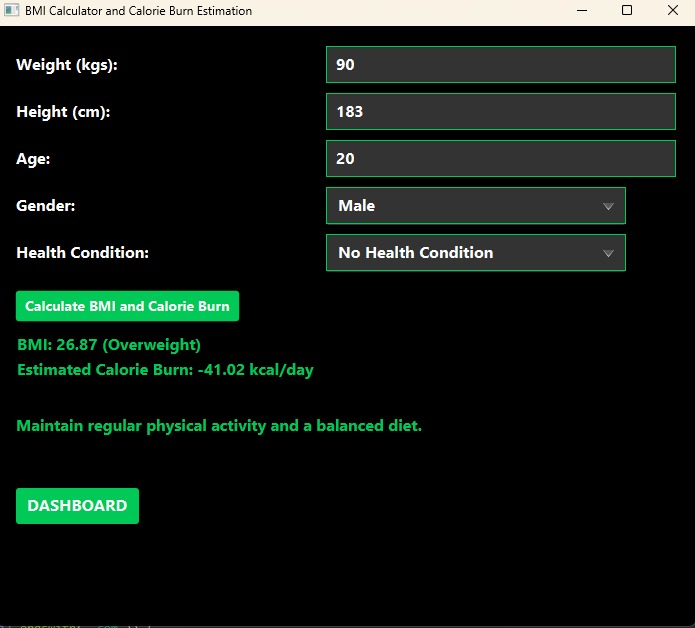 BMI Calculator and Calorie Burn Estimation
Weight (kgs): 90
Height (cm): 183
Age: 20
Gender: Male
Health Condition: No Health Condition
Calculate BMI and Calorie Burn
BMI: 26.87 (Overweight)
Estimated Calorie Burn: -41.02 kcal/day
Maintain regular physical activity and a balanced diet.
DASHBOARD